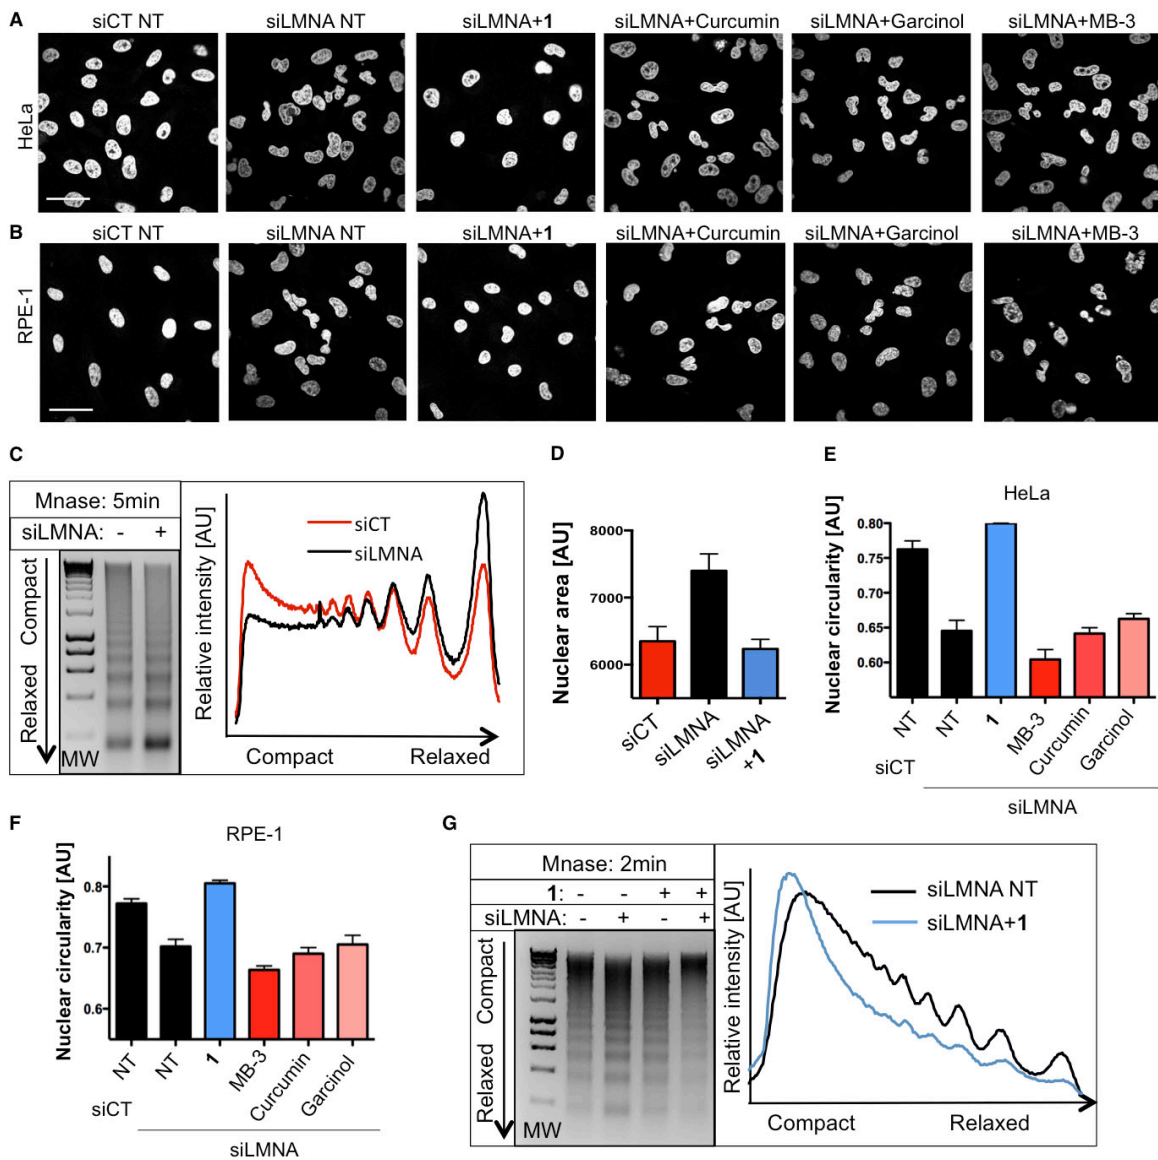 A
siCT NT
siLMNA NT
siLMNA+1
siLMNA+Curcumin
siLMNA+Garcinol
siLMNA+MB-3
HeLa
B
siCT NT
siLMNA NT
siLMNA+1
siLMNA+Curcumin
siLMNA+Garcinol
siLMNA+MB-3
RPE-1
C
Mnase: 5min
siLMNA: - +
Compact
Relaxed
MW
Relative intensity [AU]
siCT
siLMNA
Compact
Relaxed
D
Nuclear area [AU]
8000
7000
6000
siCT
siLMNA
siLMNA
+1
E
HeLa
Nuclear circularity [AU]
0.80
0.70
0.65
0.60
NT
NT
1
MB-3
Curcumin
Garcinol
siCT
siLMNA
F
RPE-1
Nuclear circularity [AU]
0.8
0.7
0.6
NT
NT
1
MB-3
Curcumin
Garcinol
siCT
siLMNA
G
Mnase: 2min
1: - - + +
siLMNA: - + - +
Compact
Relaxed
MW
Relative intensity [AU]
siLMNA NT
siLMNA+1
Compact
Relaxed